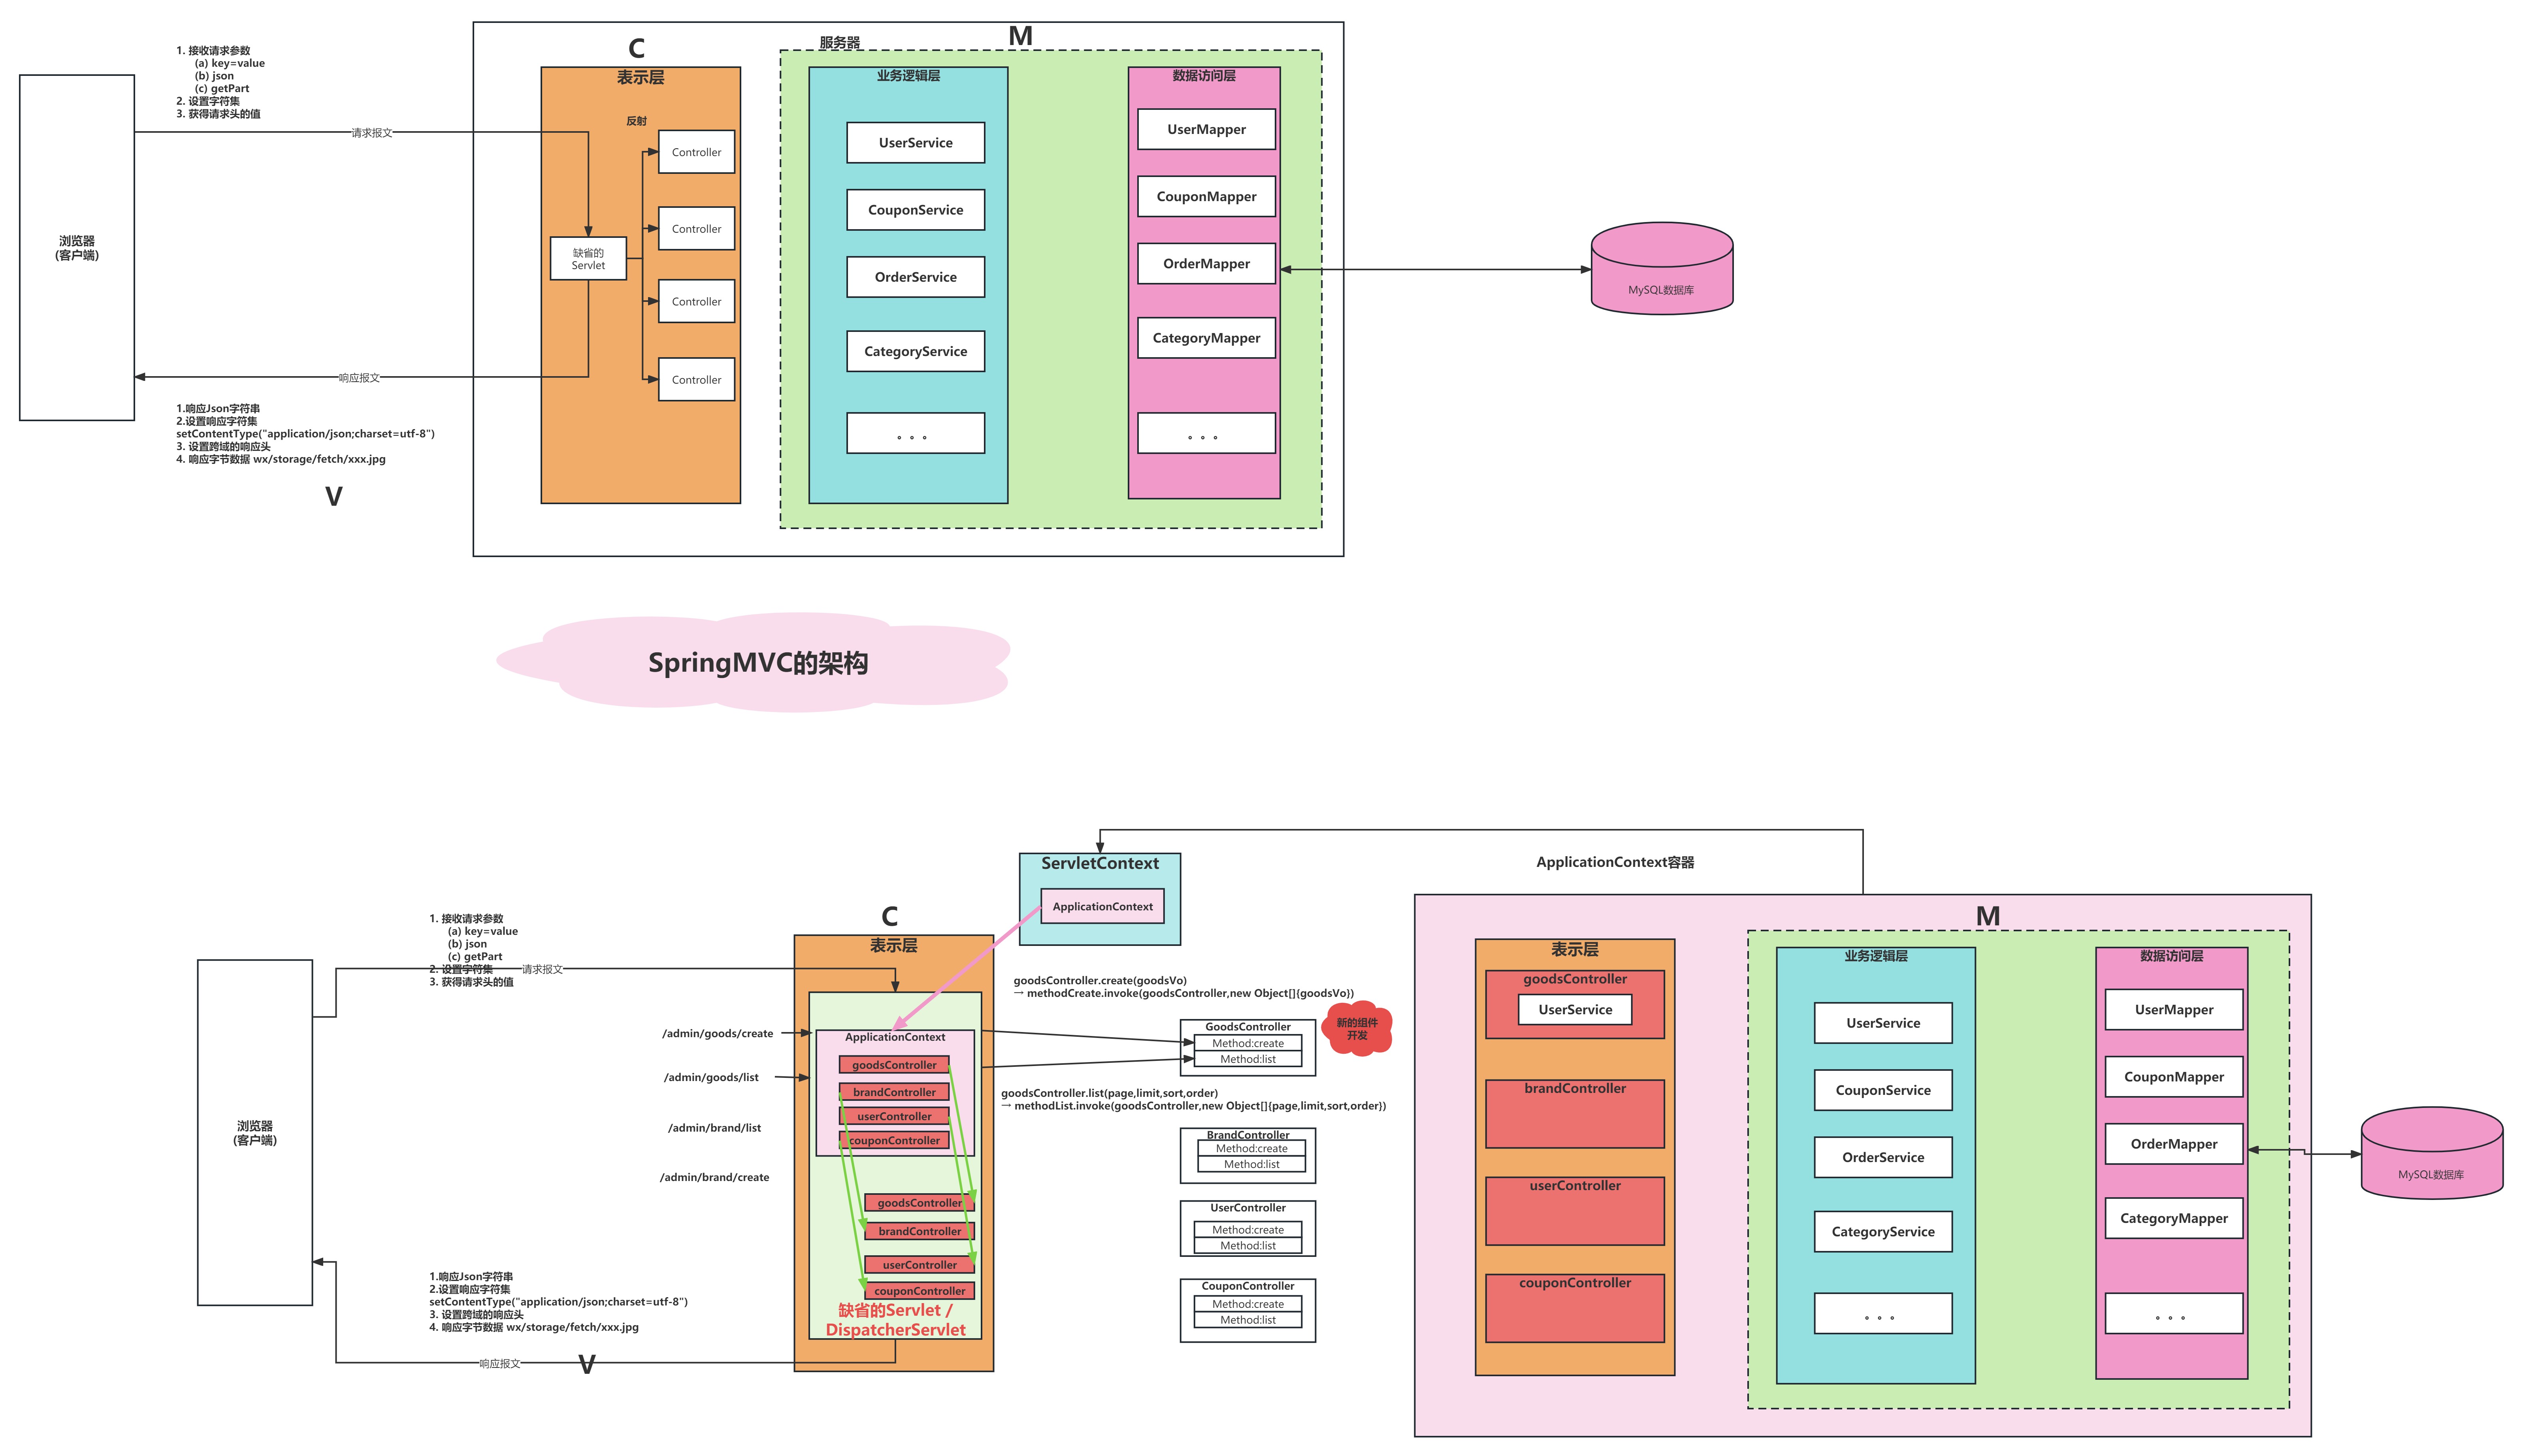 1. 接收请求参数
(a) key=value
(b) json
(c) getPart
2. 设置字符集
3. 获得请求头的值
浏览器
(客户端)
请求报文
响应报文
1.响应Json字符串
2.设置响应字符集
setContentType("application/json;charset=utf-8")
3. 设置跨域的响应头
4. 响应字节数据 wx/storage/fetch/xxx.jpg
V
C
表示层
反射
缺省的
Servlet
Controller
Controller
Controller
Controller
服务器
M
业务逻辑层
UserService
CouponService
OrderService
CategoryService
。。。
数据访问层
UserMapper
CouponMapper
OrderMapper
CategoryMapper
。。。
MySQL数据库
SpringMVC的架构
1. 接收请求参数
(a) key=value
(b) json
(c) getPart
2. 设置字符集
3. 获得请求头的值
请求报文
浏览器
(客户端)
1.响应Json字符串
2.设置响应字符集
setContentType("application/json;charset=utf-8")
3. 设置跨域的响应头
4. 响应字节数据 wx/storage/fetch/xxx.jpg
响应报文
V
/admin/goods/create
/admin/goods/list
/admin/brand/list
/admin/brand/create
C
表示层
ApplicationContext
goodsController
brandController
userController
couponController
goodsController
brandController
userController
couponController
缺省的Servlet /
DispatcherServlet
ServletContext
ApplicationContext
goodsController.create(goodsVo)
→ methodCreate.invoke(goodsController,new Object[]{goodsVo})
GoodsController
Method:create
Method:list
新的组件
开发
goodsController.list(page,limit,sort,order)
→ methodList.invoke(goodsController,new Object[]{page,limit,sort,order})
BrandController
Method:create
Method:list
UserController
Method:create
Method:list
CouponController
Method:create
Method:list
ApplicationContext容器
表示层
goodsController
UserService
brandController
userController
couponController
M
业务逻辑层
UserService
CouponService
OrderService
CategoryService
。。。
数据访问层
UserMapper
CouponMapper
OrderMapper
CategoryMapper
。。。
MySQL数据库